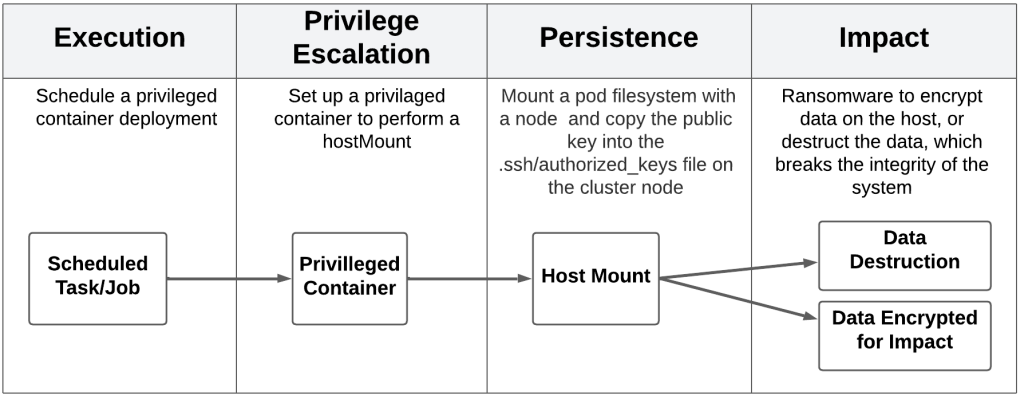 Execution
Privilege
Escalation
Persistence
Impact
Schedule a privileged
container deployment
Set up a privilaged
container to perform a
hostMount
Mount a pod filesystem with
a node  and copy the public
key into the
.ssh/authorized_keys file on
the cluster node
Ransomware to encrypt
data on the host, or
destruct the data, which
breaks the integrity of the
system
Scheduled
Task/Job
Privilleged
Container
Host Mount
Data
Destruction
Data Encrypted
for Impact